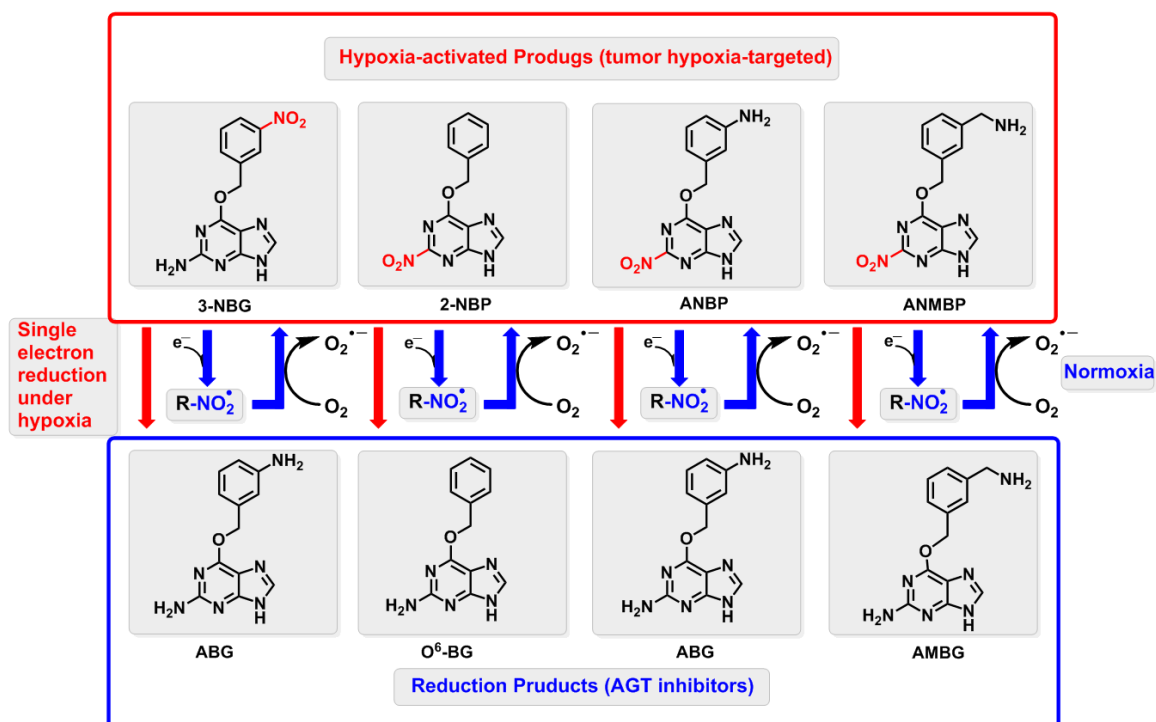 Hypoxia-activated Produgs (tumor hypoxia-targeted)
NO2
O
N
N
N
N
H
H2N
3-NBG
O
N
N
N
N
H
O2N
2-NBP
NH2
O
N
N
N
N
H
O2N
ANBP
NH2
O
N
N
N
N
H
O2N
ANMBP
Single
electron
reduction
under
hypoxia
e−
R-NO2•
O2•−
O2
e−
R-NO2•
O2•−
O2
e−
R-NO2•
O2•−
O2
e−
R-NO2•
O2•−
O2
Normoxia
NH2
O
N
N
N
N
H
H2N
ABG
O
N
N
N
N
H
H2N
O6-BG
NH2
O
N
N
N
N
H
H2N
ABG
NH2
O
N
N
N
N
H
H2N
AMBG
Reduction Pruducts (AGT inhibitors)